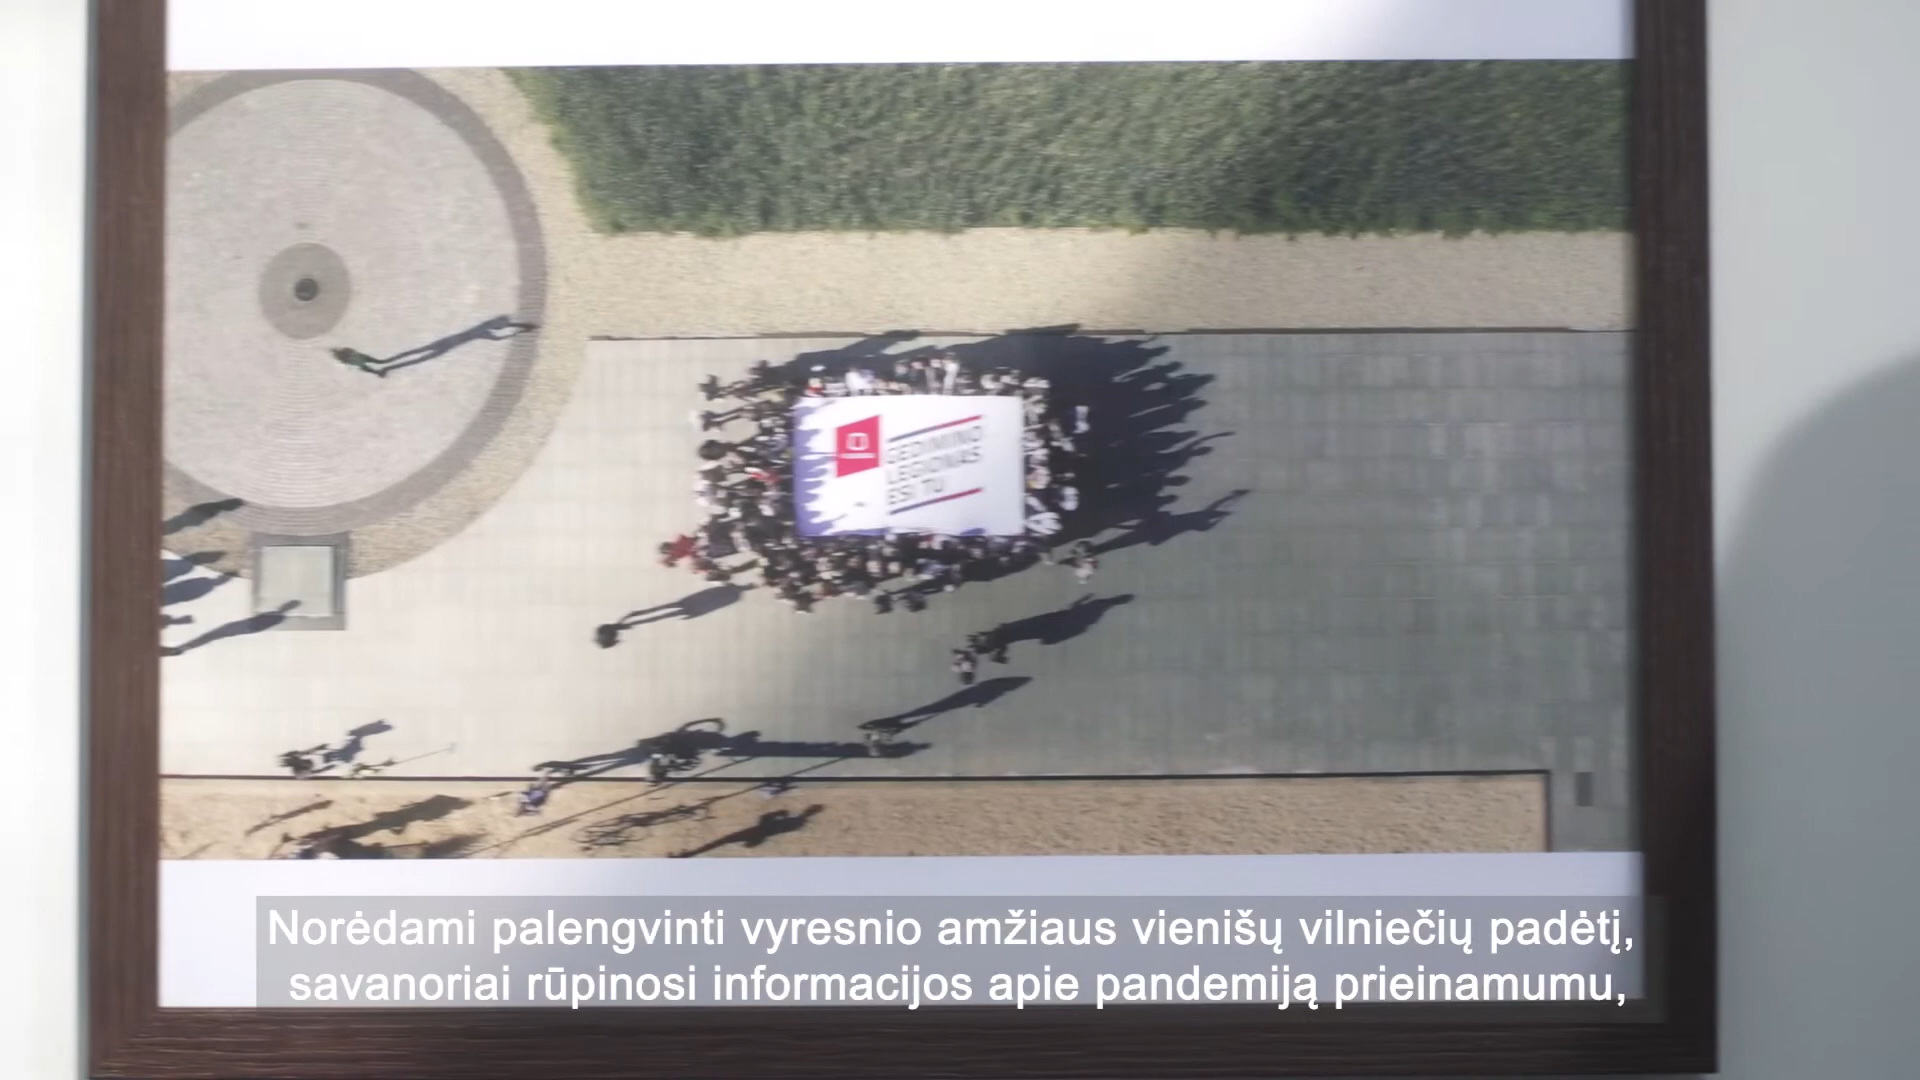 GEDIMINO
LEGIONAS
ESI TU
Norėdami palengvinti vyresnio amžiaus vienišų vilniečių padėtį,
savanoriai rūpinosi informacijos apie pandemiją prieinamumu,